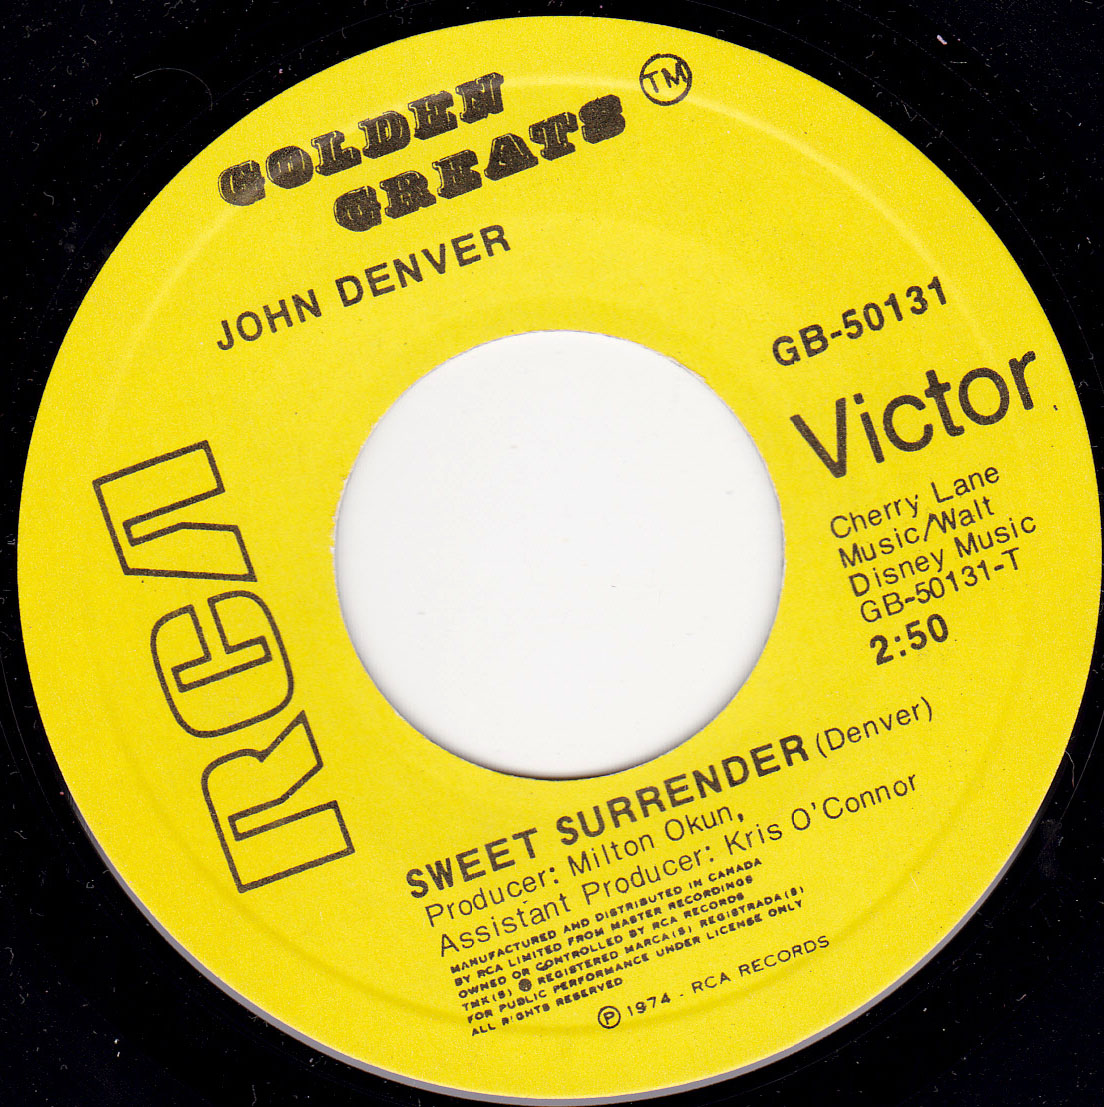 GOLDEN
GREATS TM
JOHN DENVER
GB-50131
Victor
RCA
Cherry Lane
Music/Walt
Disney Music
GB-50131-T
2:50
SWEET SURRENDER (Denver)
Producer: Milton Okun,
Assistant Producer: Kris O'Connor
MANUFACTURED AND DISTRIBUTED IN CANADA
BY RCA LIMITED FROM MASTER RECORDINGS
OWNED OR CONTROLLED BY RCA RECORDS
TMK(S) ® REGISTERED MARCA(S) REGISTRADA(S)
FOR PUBLIC PERFORMANCE UNDER LICENSE ONLY
ALL RIGHTS RESERVED
℗ 1974 - RCA RECORDS